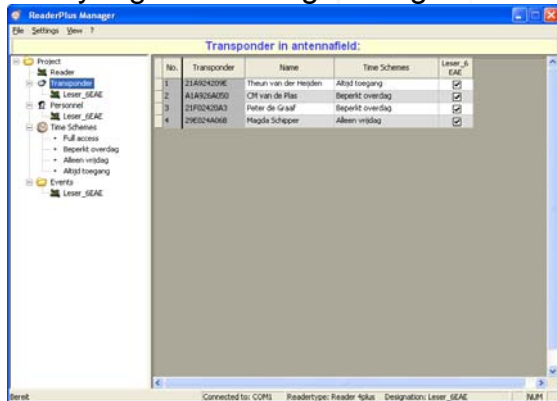 ReaderPlus Manager
File Settings View ?
Transponder in antennafield:
Project
Reader
Transponder
Leser_6EAE
Personnel
Leser_6EAE
Time Schemes
Full access
Beperkt overdag
Alleen vrijdag
Altijd toegang
Events
Leser_6EAE
No. Transponder Name Time Schemes Leser_6
EAE
1 21A924209E Theun van der Heijden Altijd toegang
2 A1A926A050 CM van de Plas Beperkt overdag
3 21F02420A3 Peter de Graaf Beperkt overdag
4 29E024A06B Magda Schipper Alleen vrijdag
Bereit Connected to: COM1 Readertype: Reader 4plus Designation: Leser_6EAE NUM